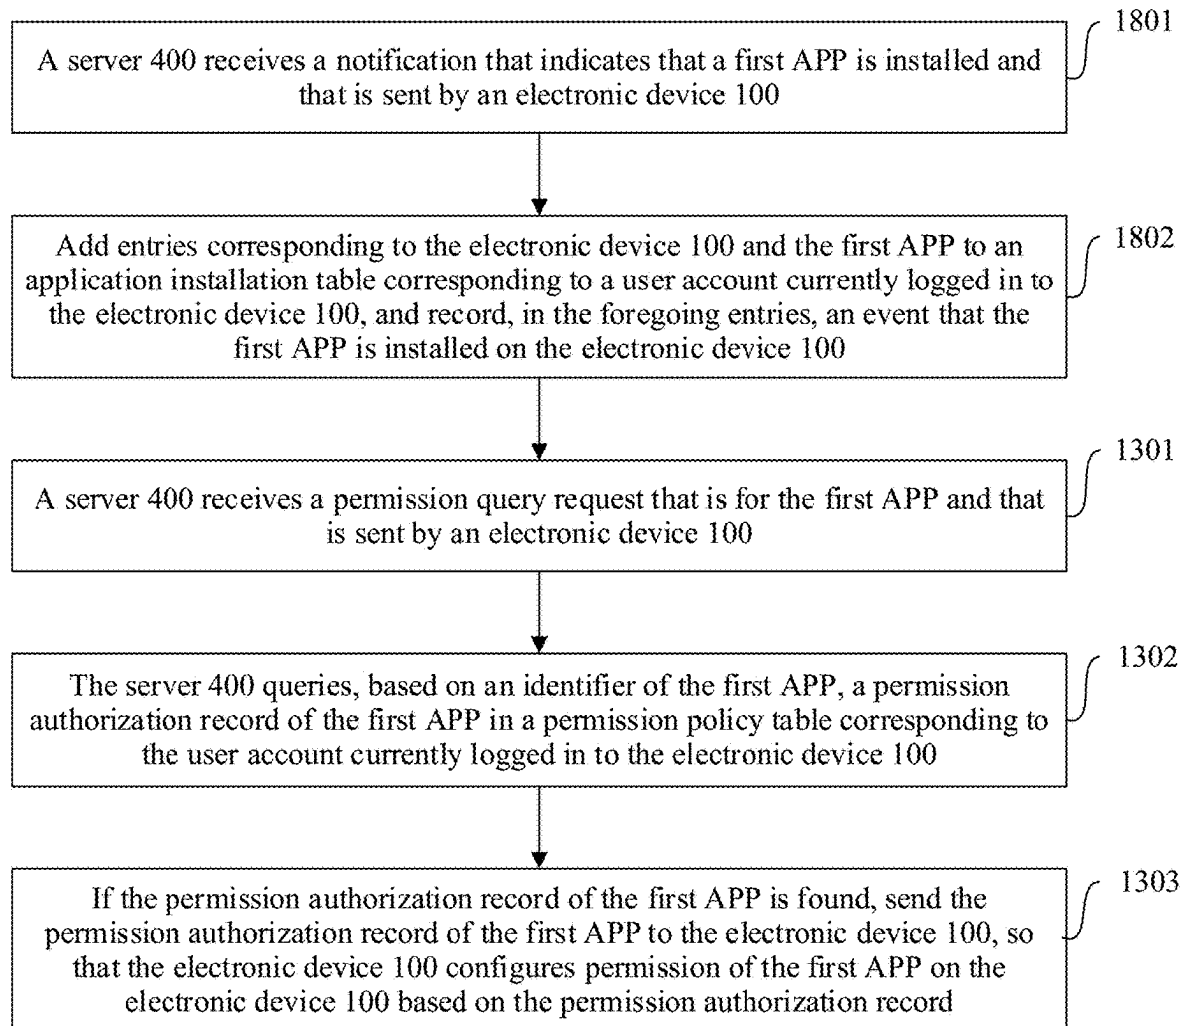 1801
A server 400 receives a notification that indicates that a first APP is installed and
that is sent by an electronic device 100
1802
Add entries corresponding to the electronic device 100 and the first APP to an
application installation table corresponding to a user account currently logged in to
the electronic device 100, and record, in the foregoing entries, an event that the
first APP is installed on the electronic device 100
1301
A server 400 receives a permission query request that is for the first APP and that
is sent by an electronic device 100
1302
The server 400 queries, based on an identifier of the first APP, a permission
authorization record of the first APP in a permission policy table corresponding to
the user account currently logged in to the electronic device 100
1303
If the permission authorization record of the first APP is found, send the
permission authorization record of the first APP to the electronic device 100, so
that the electronic device 100 configures permission of the first APP on the
electronic device 100 based on the permission authorization record